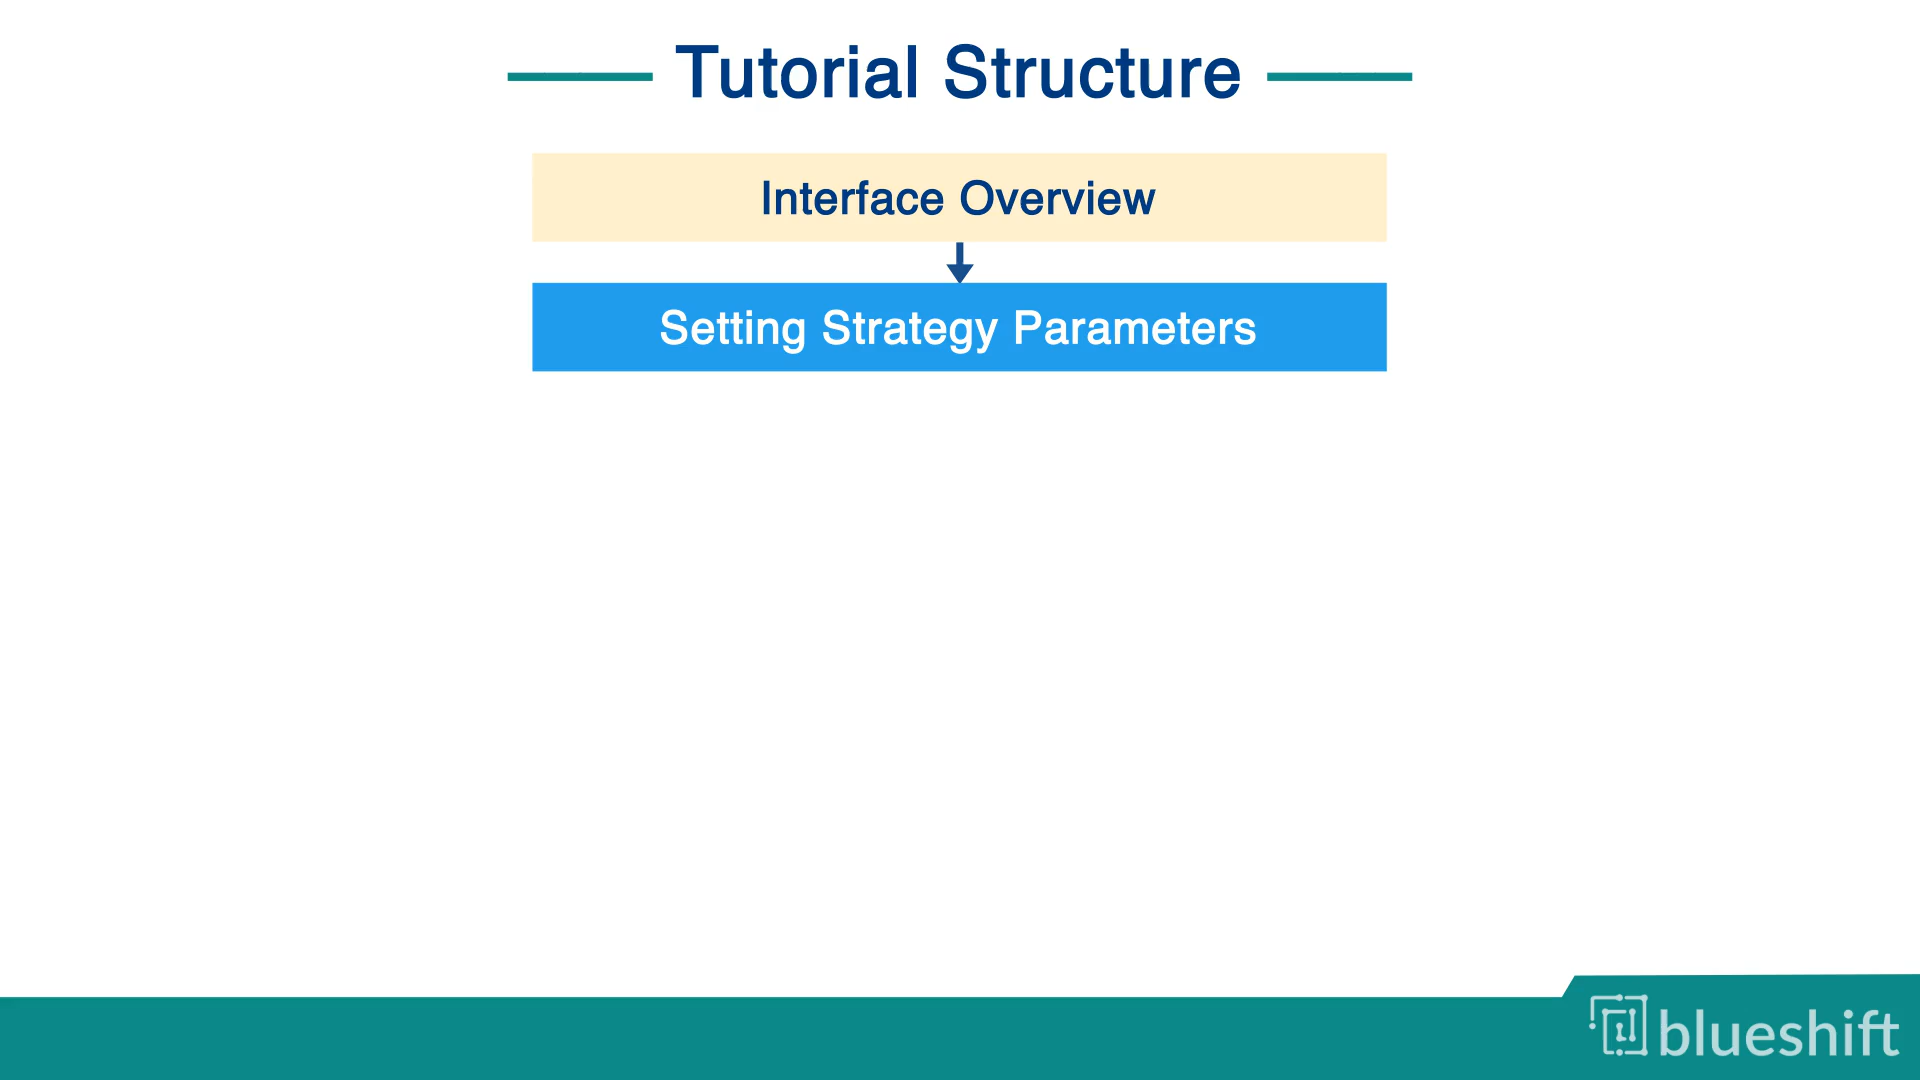 Tutorial Structure
Interface Overview
Setting Strategy Parameters
blueshift